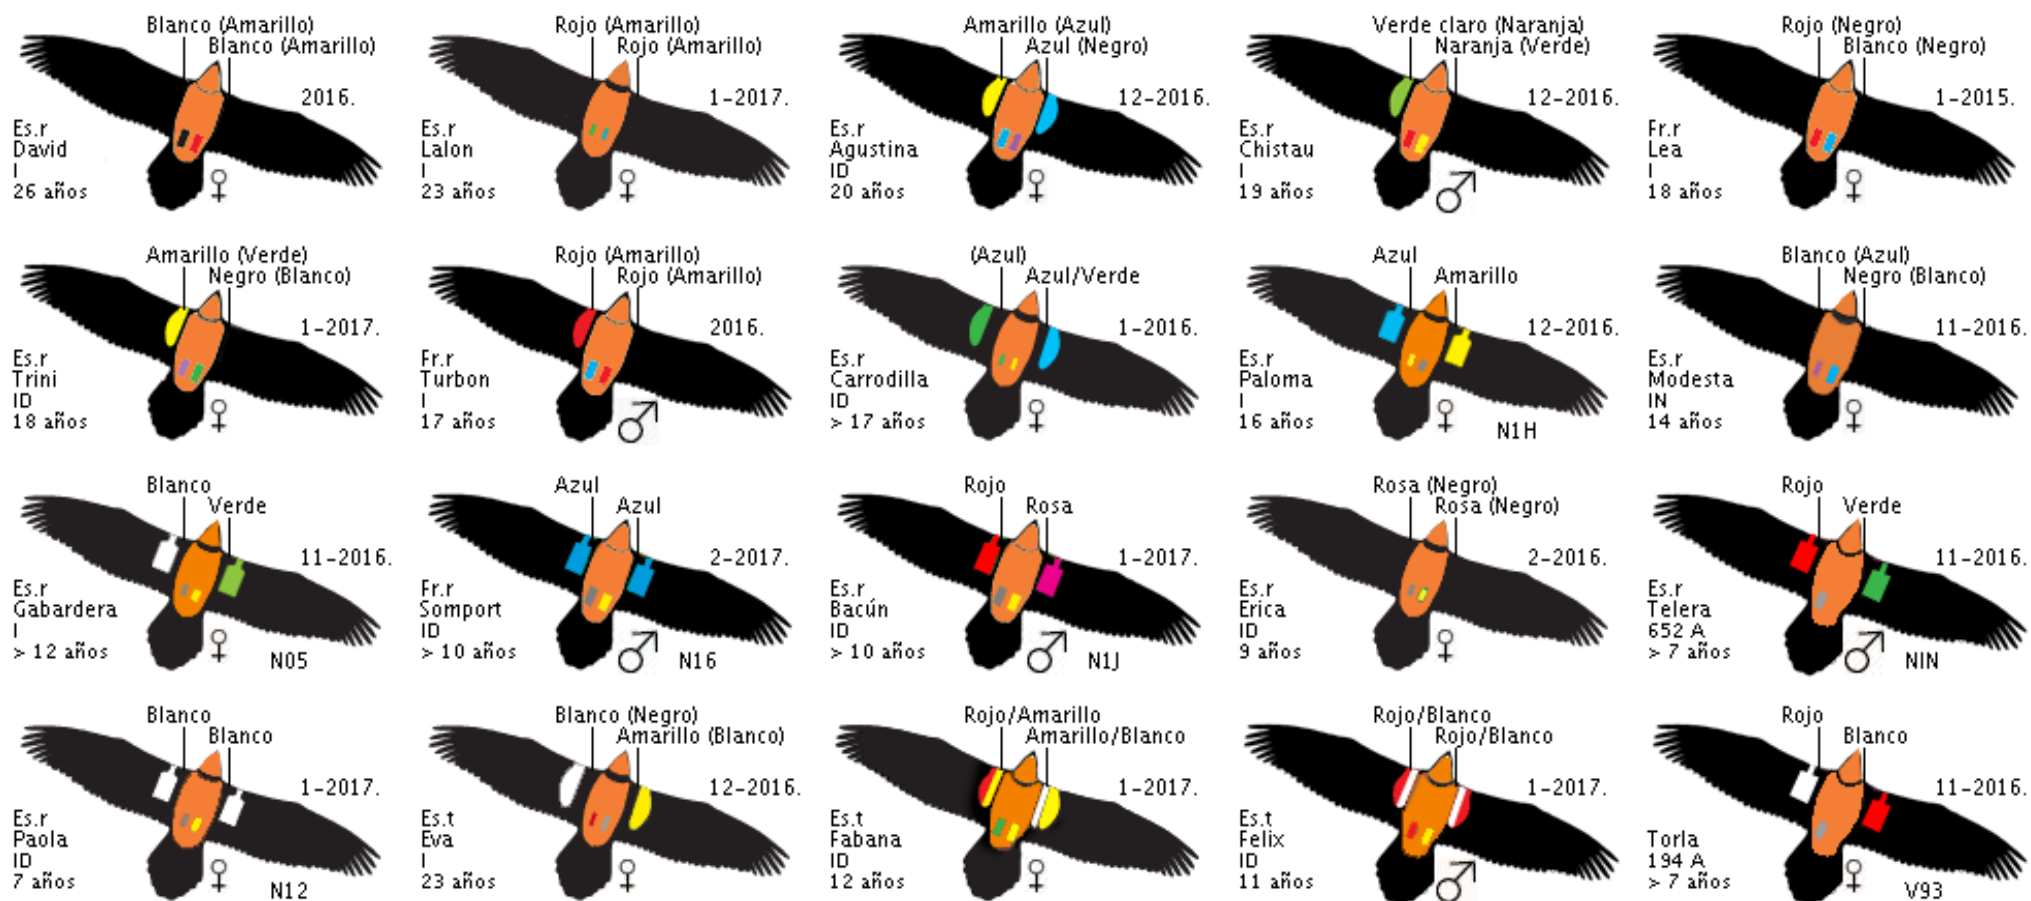 Blanco (Amarillo)
Blanco (Amarillo)
2016.
Es.r
David
I
26 años
Rojo (Amarillo)
Rojo (Amarillo)
1-2017.
Es.r
Lalon
I
23 años
Amarillo (Azul)
Azul (Negro)
12-2016.
Es.r
Agustina
ID
20 años
Verde claro (Naranja)
Naranja (Verde)
12-2016.
Es.r
Chistau
I
19 años
Rojo (Negro)
Blanco (Negro)
1-2015.
Fr.r
Lea
I
18 años
Amarillo (Verde)
Negro (Blanco)
1-2017.
Es.r
Trini
ID
18 años
Rojo (Amarillo)
Rojo (Amarillo)
2016.
Fr.r
Turbon
I
17 años
(Azul)
Azul/Verde
1-2016.
Es.r
Carrodilla
ID
> 17 años
Azul
Amarillo
12-2016.
Es.r
Paloma
I
16 años
N1H
Blanco (Azul)
Negro (Blanco)
11-2016.
Es.r
Modesta
IN
14 años
Blanco
Verde
11-2016.
Es.r
Gabardera
I
> 12 años
N05
Azul
Azul
2-2017.
Fr.r
Somport
ID
> 10 años
N16
Rojo
Rosa
1-2017.
Es.r
Bacún
ID
> 10 años
N1J
Rosa (Negro)
Rosa (Negro)
2-2016.
Es.r
Erica
ID
9 años
Rojo
Verde
11-2016.
Es.r
Telera
652 A
> 7 años
NIN
Blanco
Blanco
1-2017.
Es.r
Paola
ID
7 años
N12
Blanco (Negro)
Amarillo (Blanco)
12-2016.
Es.t
Eva
I
23 años
Rojo/Amarillo
Amarillo/Blanco
1-2017.
Es.t
Fabana
ID
12 años
Rojo/Blanco
Rojo/Blanco
1-2017.
Es.t
Felix
ID
11 años
Rojo
Blanco
11-2016.
Torla
194 A
> 7 años
V93